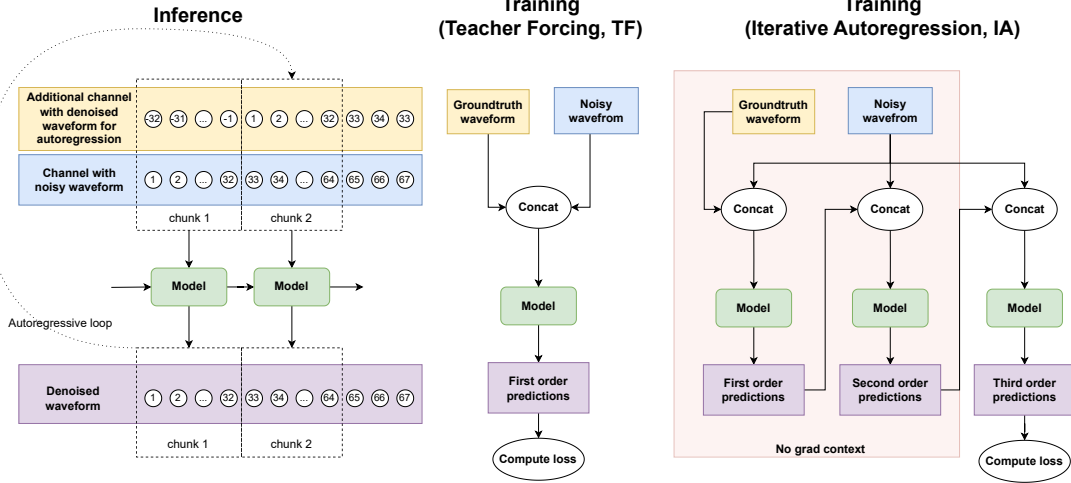 Inference
Additional channel
with denoised
waveform for
autoregression
-32 -31 ... -1 1 2 ... 32 33 34 33
Channel with
noisy waveform
1 2 ... 32 33 34 ... 64 65 66 67
chunk 1 chunk 2
Model Model
Autoregressive loop
Denoised
waveform
1 2 ... 32 33 34 ... 64 65 66 67
chunk 1 chunk 2
Training
(Teacher Forcing, TF)
Groundtruth
waveform
Noisy
wavefrom
Concat
Model
First order
predictions
Compute loss
Training
(Iterative Autoregression, IA)
Groundtruth
waveform
Noisy
wavefrom
Concat Concat Concat
Model Model Model
First order
predictions
Second order
predictions
Third order
predictions
No grad context
Compute loss